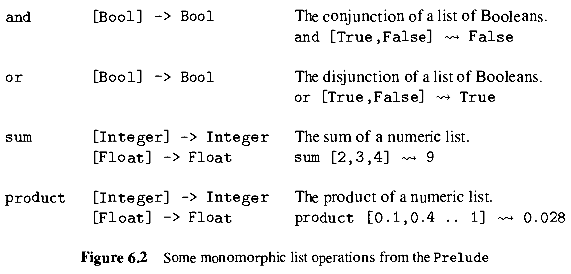 and [Bool] -> Bool The conjunction of a list of Booleans.
and [True,False] ⤳ False
or [Bool] -> Bool The disjunction of a list of Booleans.
or [True,False] ⤳ True
sum [Integer] -> Integer The sum of a numeric list.
[Float] -> Float sum [2,3,4] ⤳ 9
product [Integer] -> Integer The product of a numeric list.
[Float] -> Float product [0.1,0.4 .. 1] ⤳ 0.028
Figure 6.2 Some monomorphic list operations from the Prelude